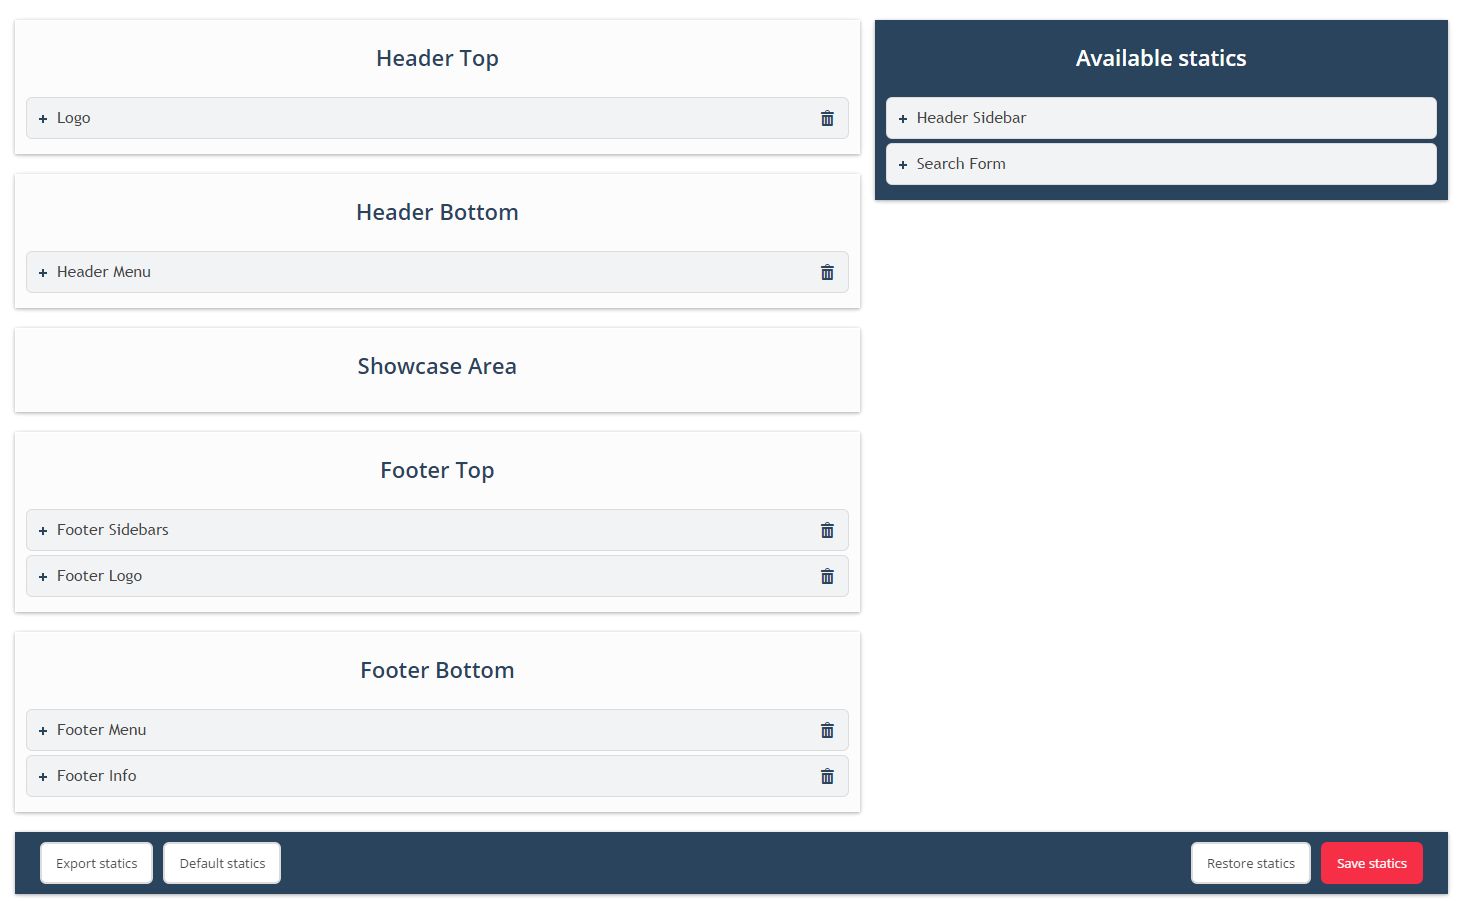 Header Top
Logo
Header Bottom
Header Menu
Showcase Area
Footer Top
Footer Sidebars
Footer Logo
Footer Bottom
Footer Menu
Footer Info
Available statics
Header Sidebar
Search Form
Export statics
Default statics
Restore statics
Save statics